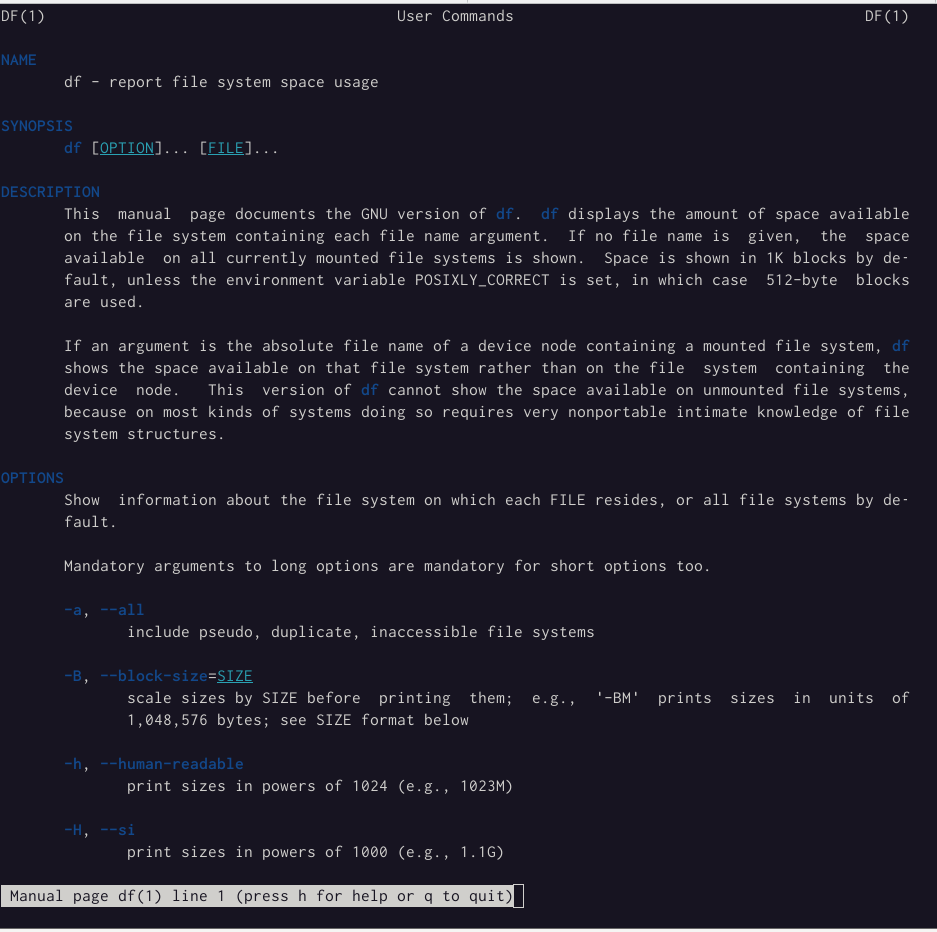 DF(1) User Commands DF(1)
NAME
df - report file system space usage
SYNOPSIS
df [OPTION]... [FILE]...
DESCRIPTION
This manual page documents the GNU version of df. df displays the amount of space available
on the file system containing each file name argument. If no file name is given, the space
available on all currently mounted file systems is shown. Space is shown in 1K blocks by de-
fault, unless the environment variable POSIXLY_CORRECT is set, in which case 512-byte blocks
are used.
If an argument is the absolute file name of a device node containing a mounted file system, df
shows the space available on that file system rather than on the file system containing the
device node. This version of df cannot show the space available on unmounted file systems,
because on most kinds of systems doing so requires very nonportable intimate knowledge of file
system structures.
OPTIONS
Show information about the file system on which each FILE resides, or all file systems by de-
fault.
Mandatory arguments to long options are mandatory for short options too.
-a, --all
include pseudo, duplicate, inaccessible file systems
-B, --block-size=SIZE
scale sizes by SIZE before printing them; e.g., '-BM' prints sizes in units of
1,048,576 bytes; see SIZE format below
-h, --human-readable
print sizes in powers of 1024 (e.g., 1023M)
-H, --si
print sizes in powers of 1000 (e.g., 1.1G)
Manual page df(1) line 1 (press h for help or q to quit)